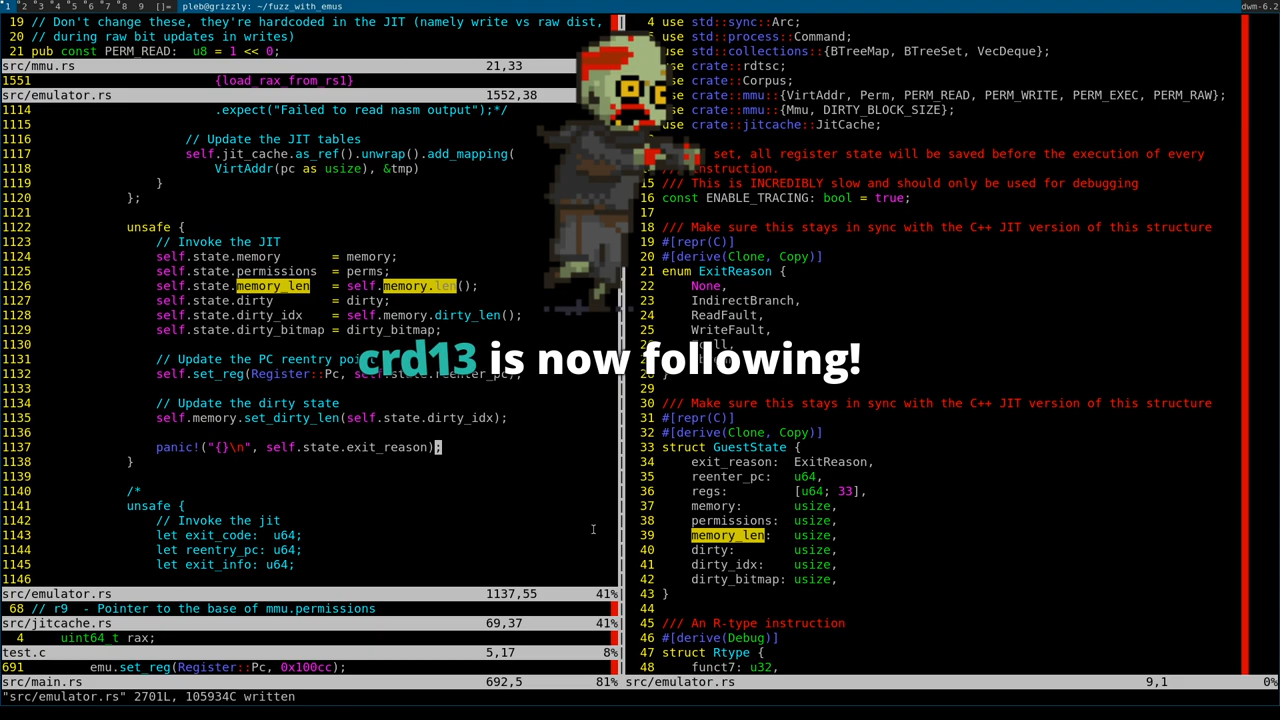 1 2 3 4 5 6 7 8 9 []= pleb@grizzly: ~/fuzz_with_emus dwm-6.2
19 // Don't change these, they're hardcoded in the JIT (namely write vs raw dist,
20 // during raw bit updates in writes)
21 pub const PERM_READ: u8 = 1 << 0;
src/mmu.rs 21,33
1551 {load_rax_from_rs1}
src/emulator.rs 1552,38
1114 .expect("Failed to read nasm output");*/
1115
1116 // Update the JIT tables
1117 self.jit_cache.as_ref().unwrap().add_mapping(
1118 VirtAddr(pc as usize), &tmp)
1119 }
1120 };
1121
1122 unsafe {
1123 // Invoke the JIT
1124 self.state.memory = memory;
1125 self.state.permissions = perms;
1126 self.state.memory_len = self.memory.len();
1127 self.state.dirty = dirty;
1128 self.state.dirty_idx = self.memory.dirty_len();
1129 self.state.dirty_bitmap = dirty_bitmap;
1130
1131 // Update the PC reentry poi
1132 self.set_reg(Register::Pc, self.state.reenter_pc);
1133
1134 // Update the dirty state
1135 self.memory.set_dirty_len(self.state.dirty_idx);
1136
1137 panic!("{}\n", self.state.exit_reason);
1138 }
1139
1140 /*
1141 unsafe {
1142 // Invoke the jit
1143 let exit_code: u64;
1144 let reentry_pc: u64;
1145 let exit_info: u64;
1146
src/emulator.rs 1137,55 41%
68 // r9 - Pointer to the base of mmu.permissions
src/jitcache.rs 69,37 41%
4 uint64_t rax;
test.c 5,17 8%
691 emu.set_reg(Register::Pc, 0x100cc);
src/main.rs 692,5 81%
"src/emulator.rs" 2701L, 105934C written
crd13 is now following!
4 use std::sync::Arc;
use std::process::Command;
use std::collections::{BTreeMap, BTreeSet, VecDeque};
use crate::rdtsc;
use crate::Corpus;
use crate::mmu::{VirtAddr, Perm, PERM_READ, PERM_WRITE, PERM_EXEC, PERM_RAW};
use crate::mmu::{Mmu, DIRTY_BLOCK_SIZE};
use crate::jitcache::JitCache;
set, all register state will be saved before the execution of every
instruction.
15 /// This is INCREDIBLY slow and should only be used for debugging
16 const ENABLE_TRACING: bool = true;
17
18 /// Make sure this stays in sync with the C++ JIT version of this structure
19 #[repr(C)]
20 #[derive(Clone, Copy)]
21 enum ExitReason {
22 None,
23 IndirectBranch,
24 ReadFault,
25 WriteFault,
29
30 /// Make sure this stays in sync with the C++ JIT version of this structure
31 #[repr(C)]
32 #[derive(Clone, Copy)]
33 struct GuestState {
34 exit_reason: ExitReason,
35 reenter_pc: u64,
36 regs: [u64; 33],
37 memory: usize,
38 permissions: usize,
39 memory_len: usize,
40 dirty: usize,
41 dirty_idx: usize,
42 dirty_bitmap: usize,
43 }
44
45 /// An R-type instruction
46 #[derive(Debug)]
47 struct Rtype {
48 funct7: u32,
src/emulator.rs 9,1 0%